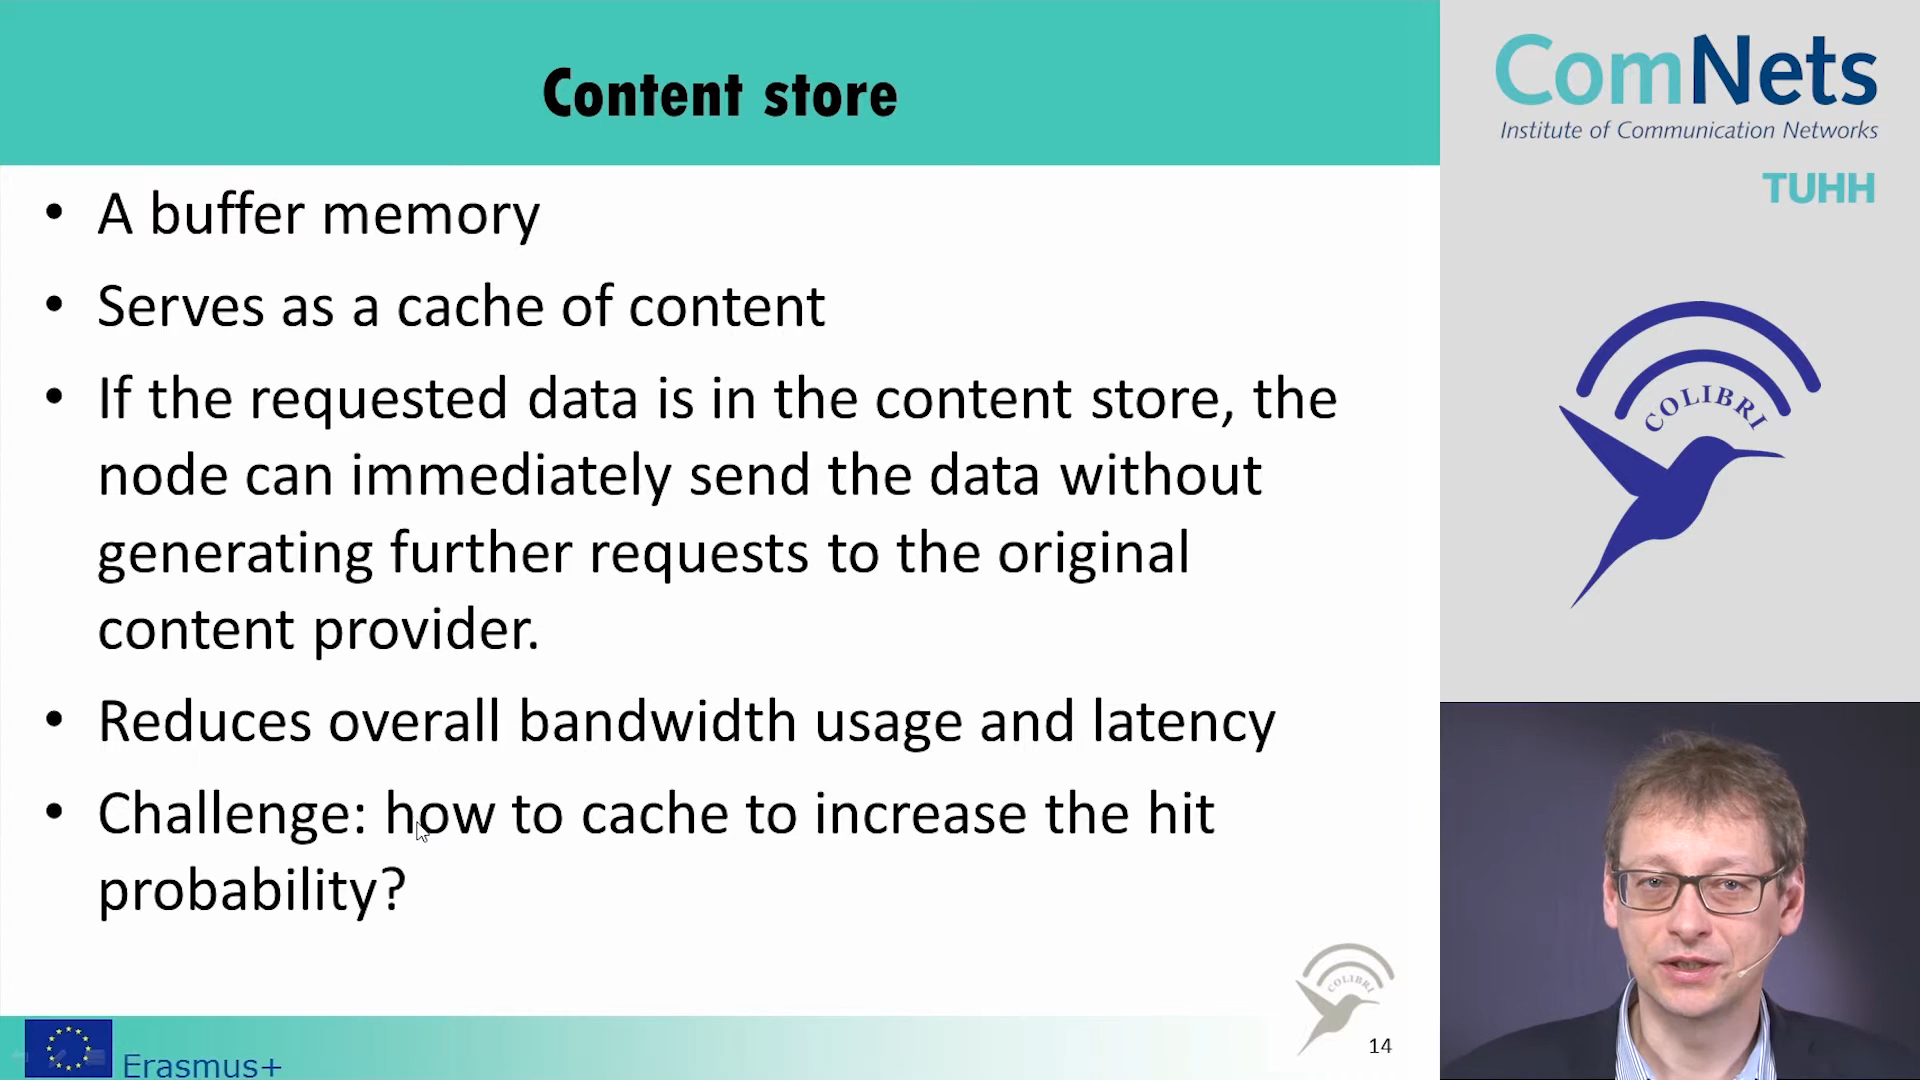 Content store
• A buffer memory
• Serves as a cache of content
• If the requested data is in the content store, the
node can immediately send the data without
generating further requests to the original
content provider.
• Reduces overall bandwidth usage and latency
• Challenge: how to cache to increase the hit
probability?
COLIBRI
14
Erasmus+
ComNets
Institute of Communication Networks
TUHH
COLIBRI